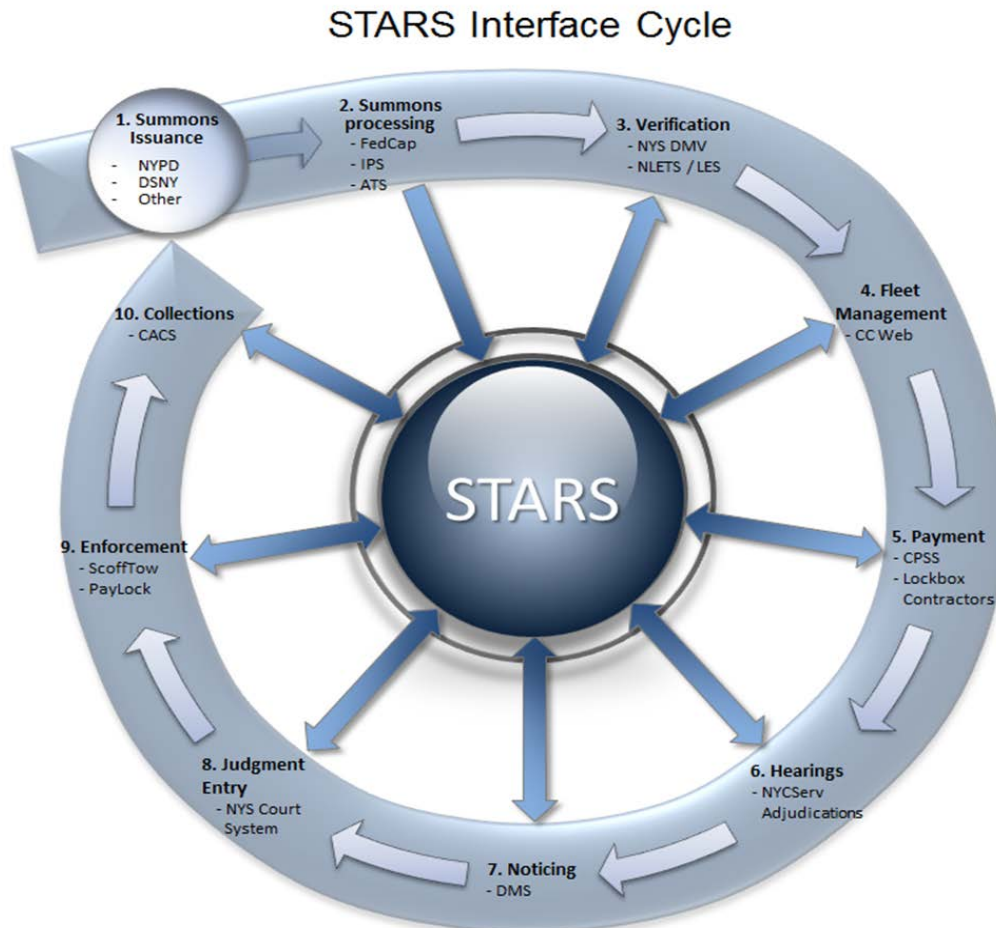 STARS Interface Cycle
1. Summons
Issuance
- NYPD
- DSNY
- Other
2. Summons
processing
- FedCap
- IPS
- ATS
3. Verification
- NYS DMV
- NLETS / LES
4. Fleet
Management
- CC Web
5. Payment
- CPSS
- Lockbox
Contractors
6. Hearings
- NYCServ
Adjudications
7. Noticing
- DMS
8. Judgment
Entry
- NYS Court
System
9. Enforcement
- ScoffTow
- PayLock
10. Collections
- CACS
STARS